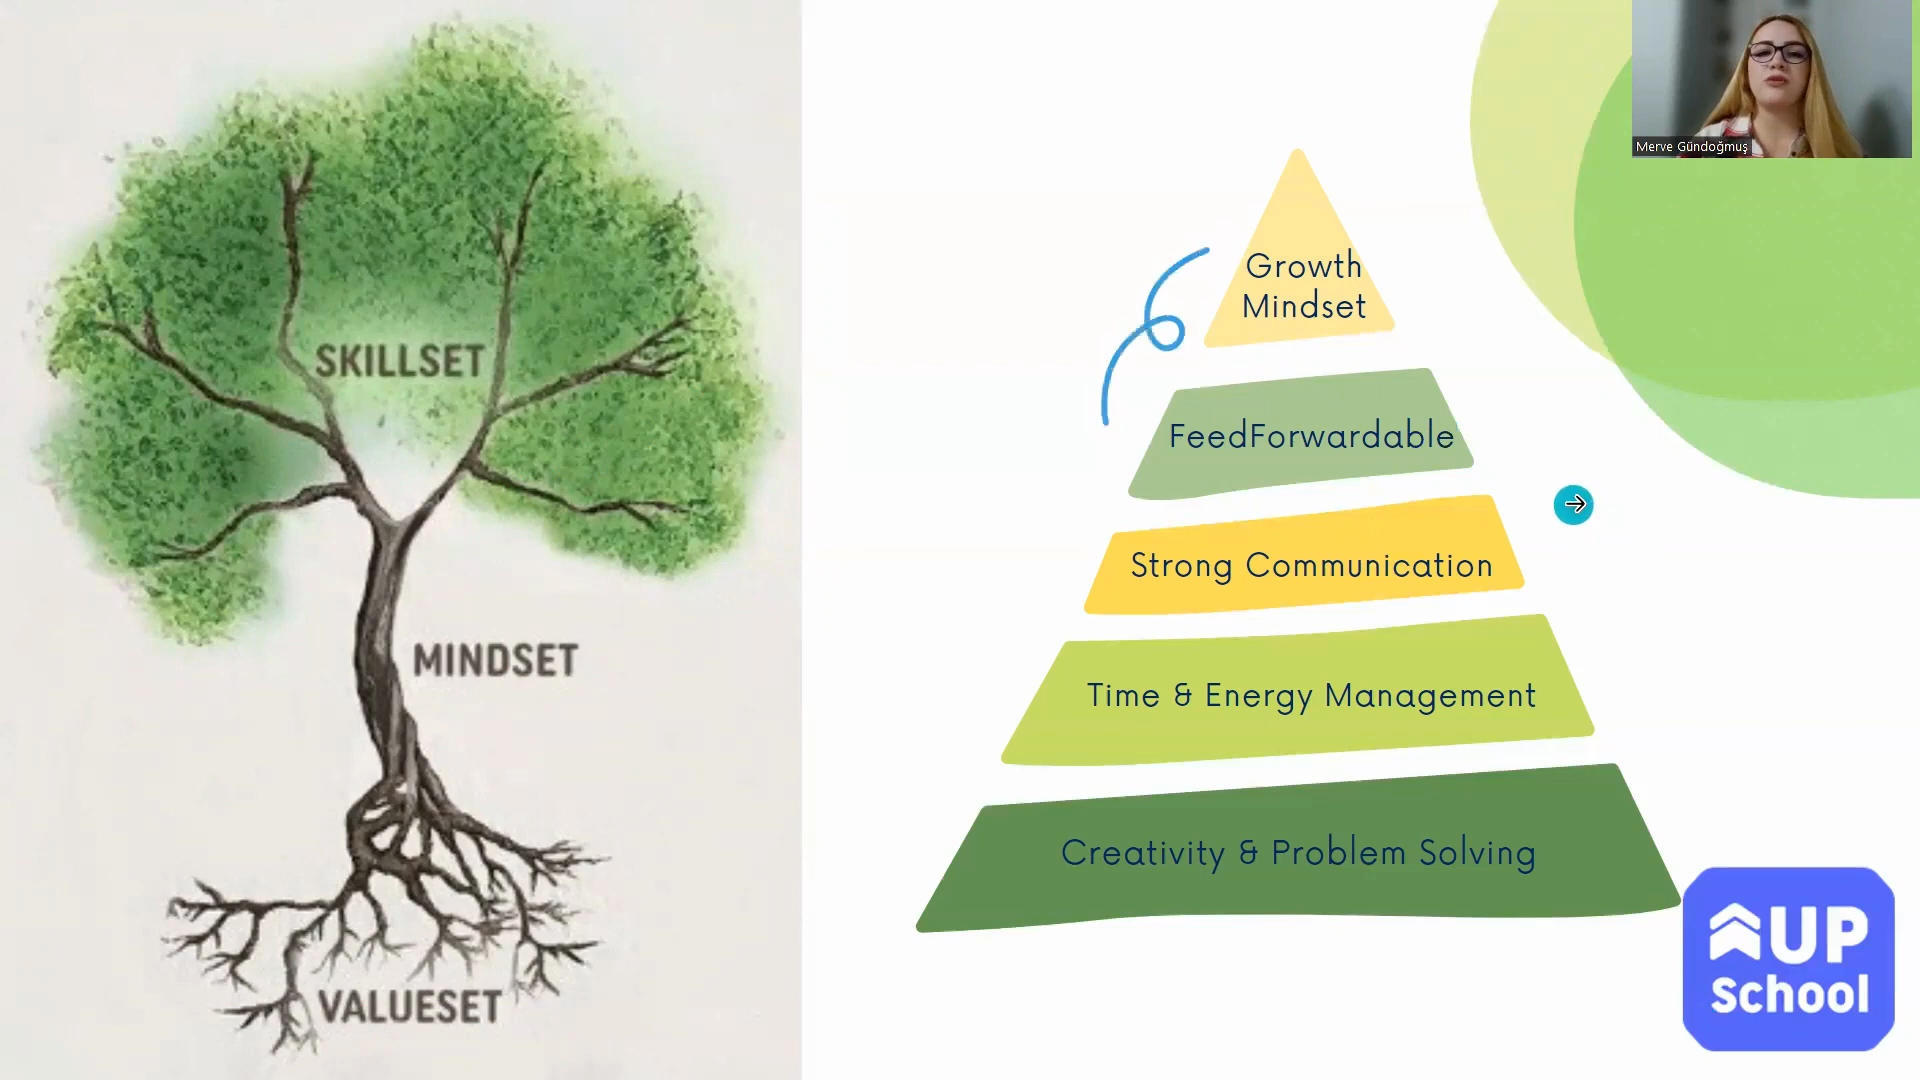 SKILLSET
MINDSET
VALUESET
Growth
Mindset
FeedForwardable
Strong Communication
Time & Energy Management
Creativity & Problem Solving
Merve Gündoğmuş
UP
School